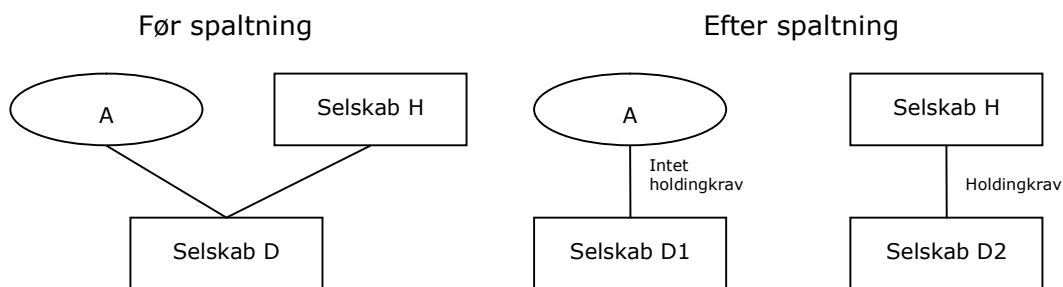 Før spaltning
Efter spaltning
A
Selskab H
A
Selskab H
Intet
holdingkrav
Holdingkrav
Selskab D
Selskab D1
Selskab D2